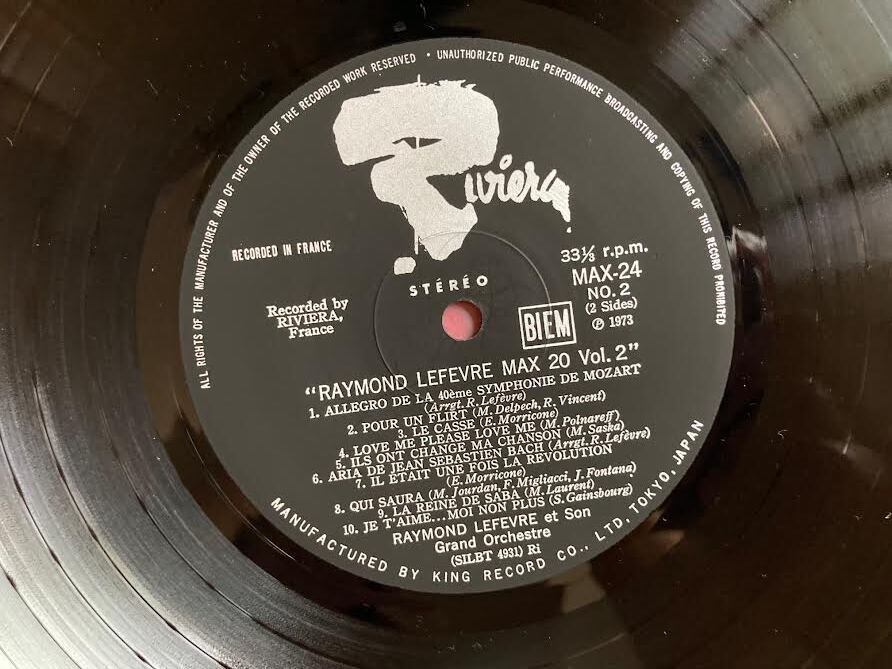 ALL RIGHTS OF THE MANUFACTURER AND OF THE OWNER OF THE RECORDED WORK RESERVED • UNAUTHORIZED PUBLIC PERFORMANCE BROADCASTING AND COPYING OF THIS RECORD PROHIBITED
Riviera
RECORDED IN FRANCE
STÉRÉO
Recorded by
RIVIERA,
France
33⅓ r.p.m.
MAX-24
NO. 2
(2 Sides)
℗ 1973
BIEM
"RAYMOND LEFEVRE MAX 20 Vol. 2"
1. ALLEGRO DE LA 40ème SYMPHONIE DE MOZART
(Arrgt. R. Lefèvre)
2. POUR UN FLIRT (M. Delpech, R. Vincent)
3. LE CASSE (E. Morricone)
4. LOVE ME PLEASE LOVE ME (M. Polnareff)
5. ILS ONT CHANGE MA CHANSON (M. Saska)
6. ARIA DE JEAN SEBASTIEN BACH (Arrgt. R. Lefèvre)
7. IL ÉTAIT UNE FOIS LA REVOLUTION
(E. Morricone)
8. QUI SAURA (M. Jourdan, F. Migliacci, J. Fontana)
9. LA REINE DE SABA (M. Laurent)
10. JE T'AIME...MOI NON PLUS (S. Gainsbourg)
RAYMOND LEFEVRE et Son
Grand Orchestre
(SILBT 4931) Ri
MANUFACTURED BY KING RECORD CO., LTD, TOKYO, JAPAN